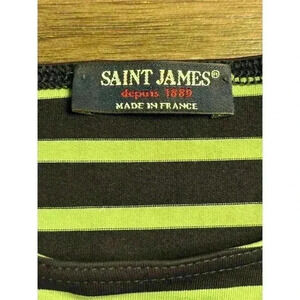 SAINT JAMES®
depuis 1889
MADE IN FRANCE